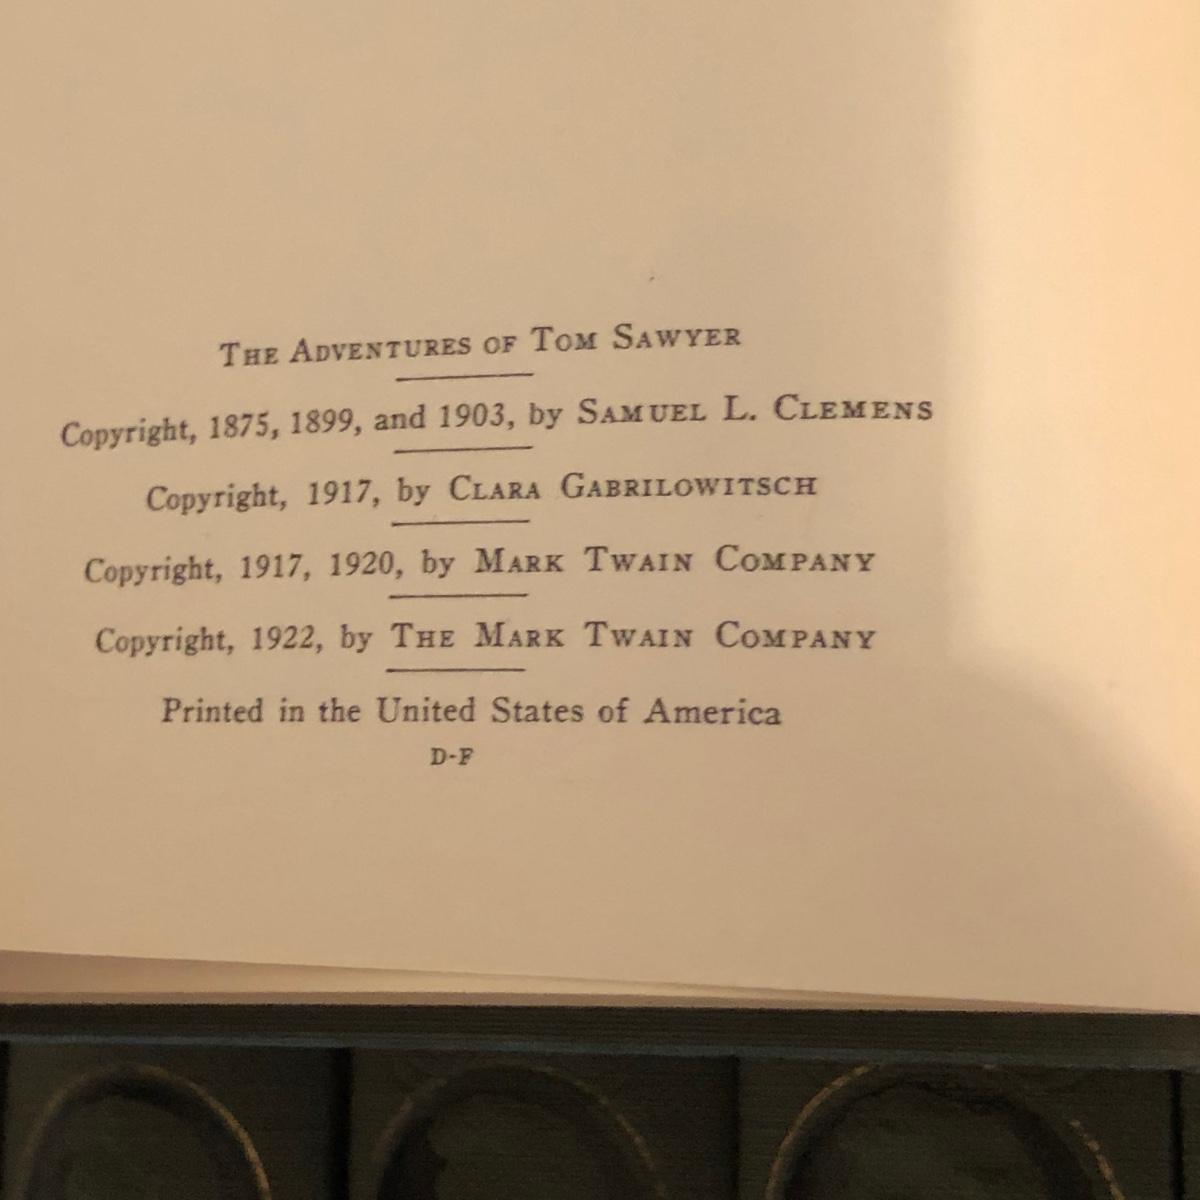 THE ADVENTURES OF TOM SAWYER
Copyright, 1875, 1899, and 1903, by SAMUEL L. CLEMENS
Copyright, 1917, by CLARA GABRILOWITSCH
Copyright, 1917, 1920, by MARK TWAIN COMPANY
Copyright, 1922, by THE MARK TWAIN COMPANY
Printed in the United States of America
D-F